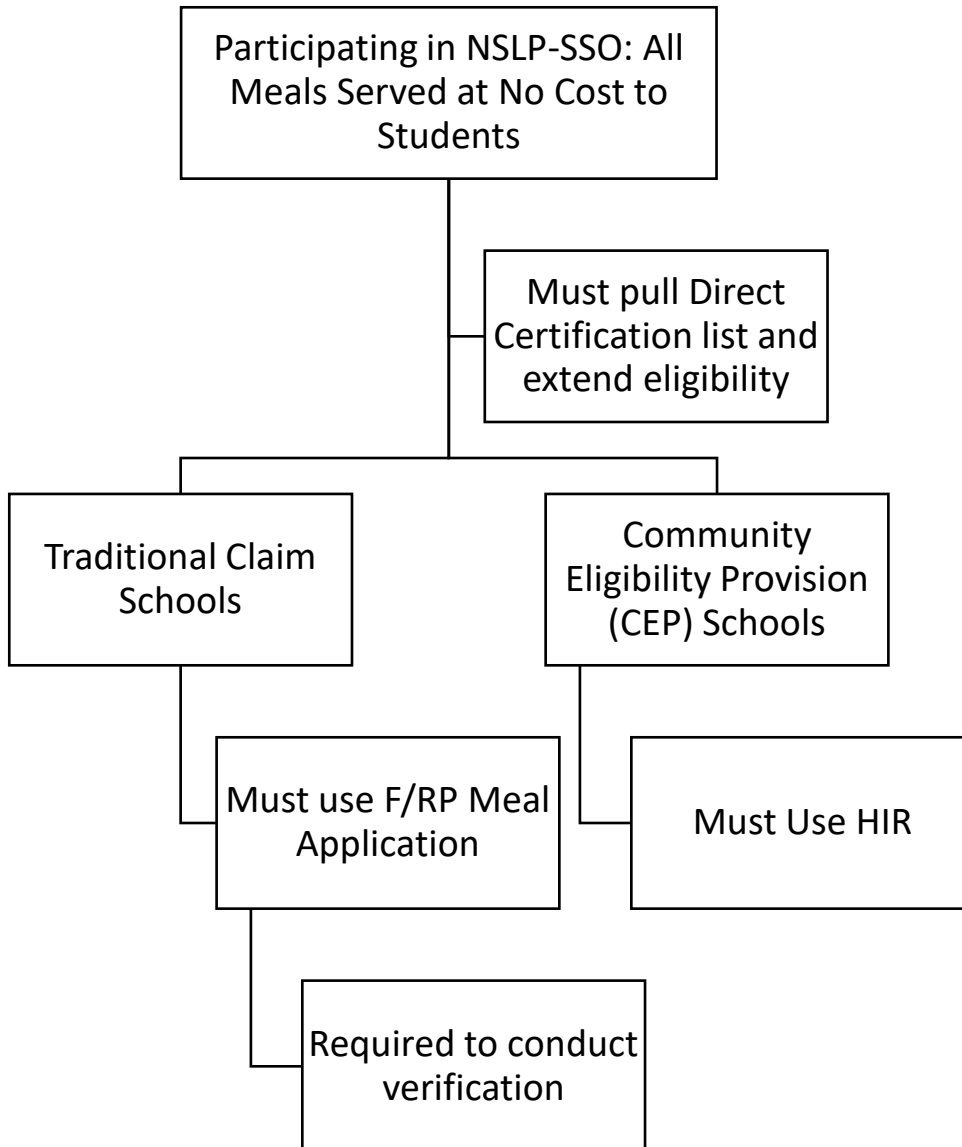 Participating in NSLP-SSO: All
Meals Served at No Cost to
Students
Must pull Direct
Certification list and
extend eligibility
Traditional Claim
Schools
Community
Eligibility Provision
(CEP) Schools
Must use F/RP Meal
Application
Must Use HIR
Required to conduct
verification